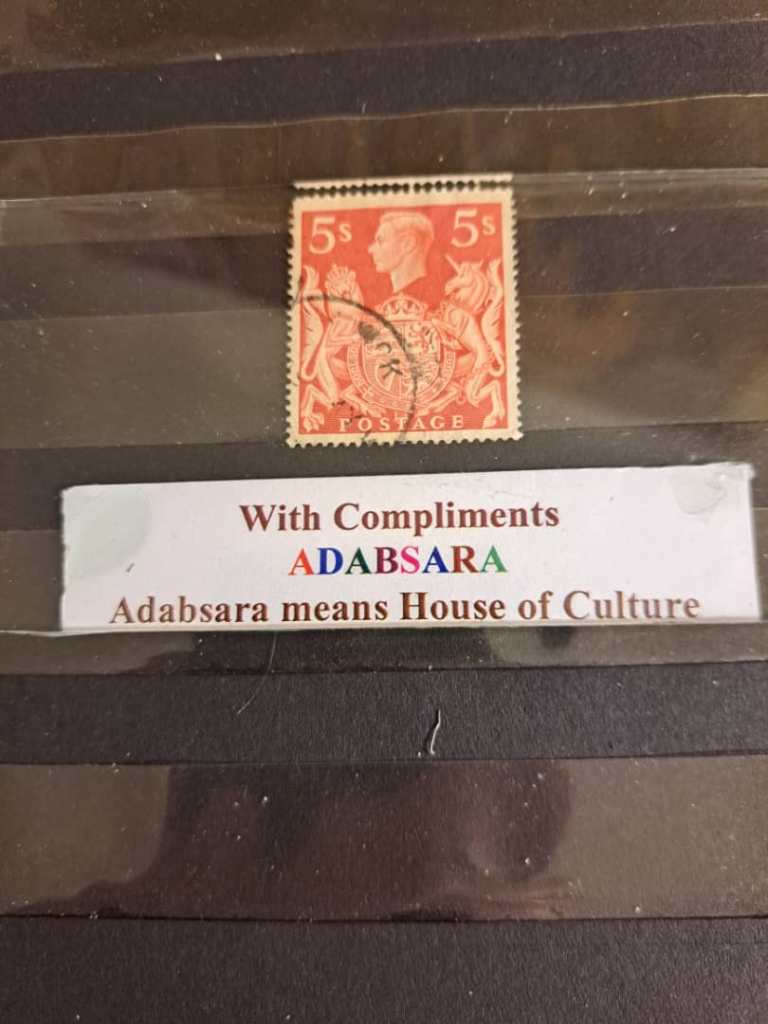 5s 5s
POSTAGE
With Compliments
ADABSARA
Adabsara means House of Culture